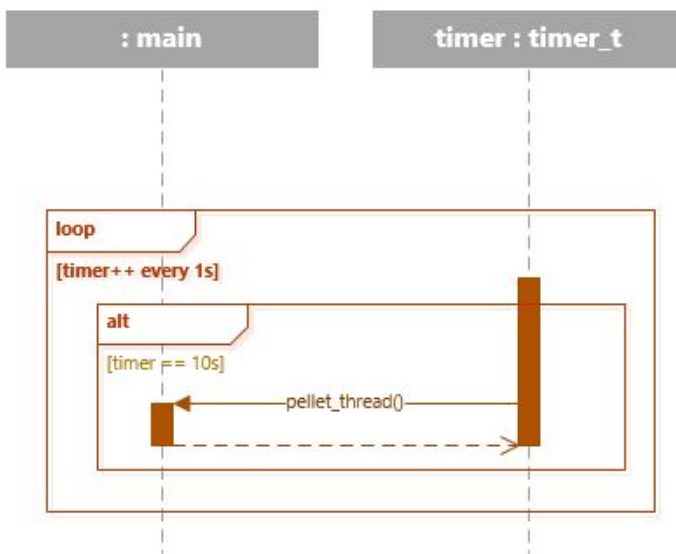 : main
timer : timer_t
loop
[timer++ every 1s]
alt
[timer == 10s]
pellet_thread()